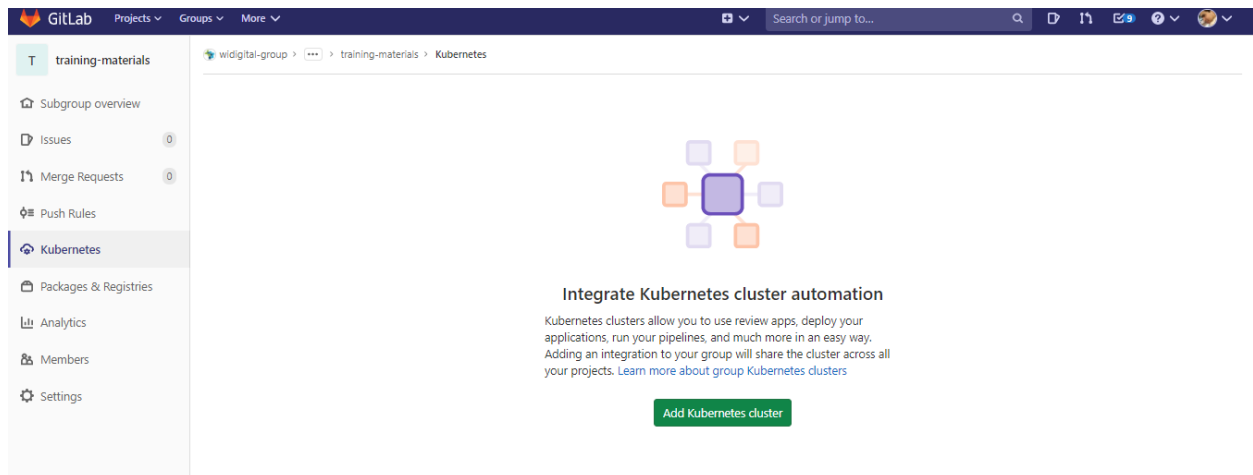 GitLab Projects Groups More Search or jump to... 9
T training-materials
widigital-group > ... > training-materials > Kubernetes
Subgroup overview
Issues 0
Merge Requests 0
Push Rules
Kubernetes
Packages & Registries
Analytics
Members
Settings
Integrate Kubernetes cluster automation
Kubernetes clusters allow you to use review apps, deploy your
applications, run your pipelines, and much more in an easy way.
Adding an integration to your group will share the cluster across all
your projects. Learn more about group Kubernetes clusters
Add Kubernetes cluster